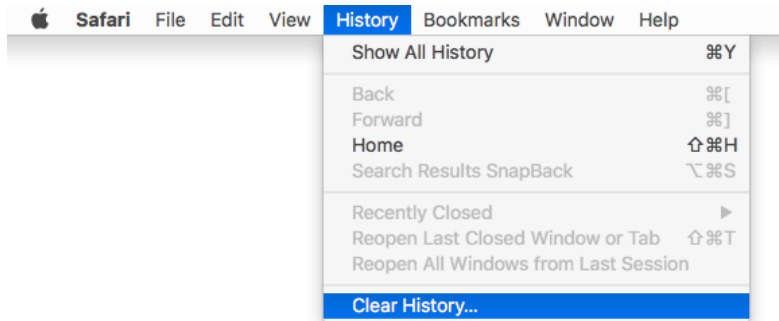 Safari File Edit View History Bookmarks Window Help
Show All History ⌘Y
Back ⌘[
Forward ⌘]
Home ⇧⌘H
Search Results SnapBack ⌥⌘S
Recently Closed ▶
Reopen Last Closed Window or Tab ⇧⌘T
Reopen All Windows from Last Session
Clear History...